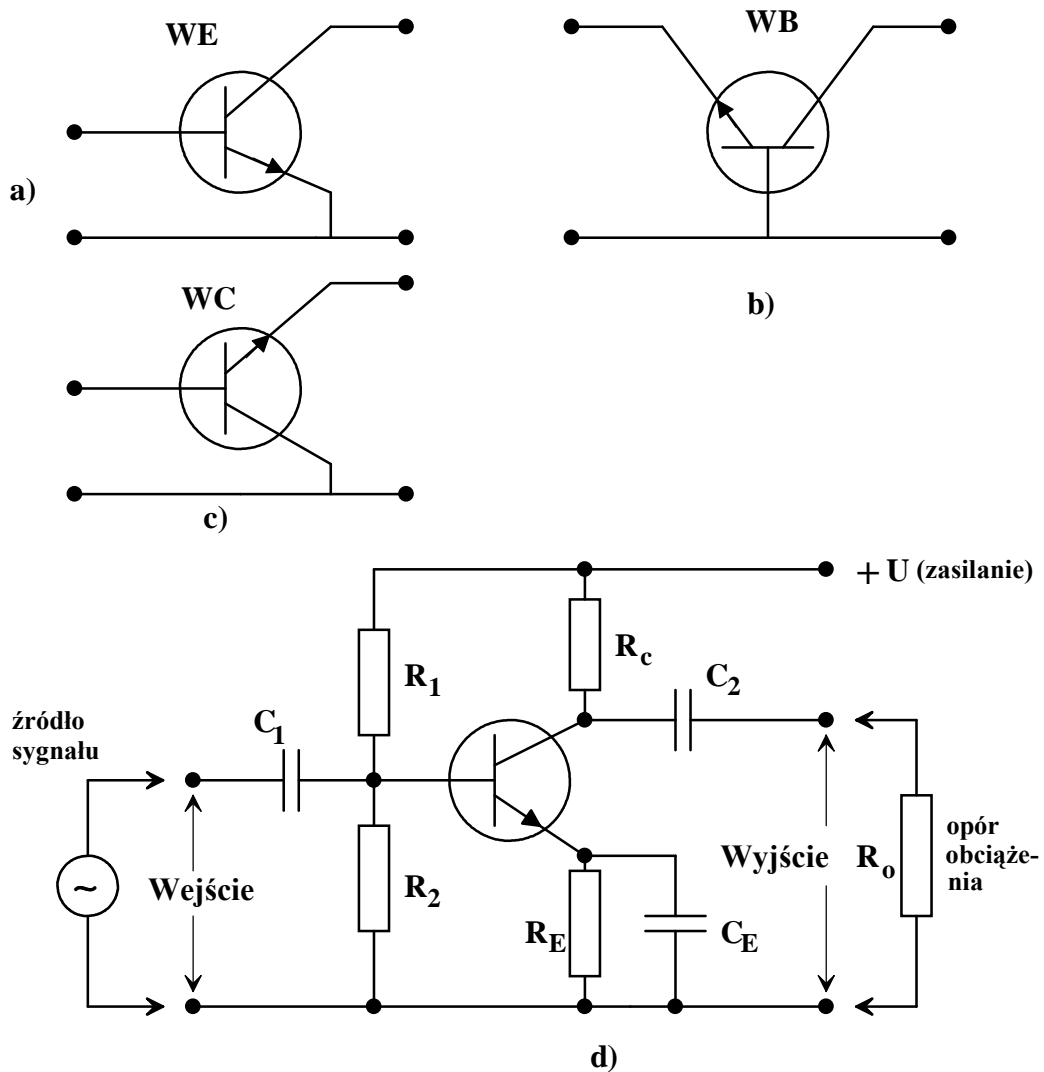 WE
WB
a)
WC
b)
c)
+ U (zasilanie)
R1
Rc
C2
źródło
sygnału
C1
~
Wejście
R2
RE
CE
Wyjście
Ro
opór
obciąże-
nia
d)